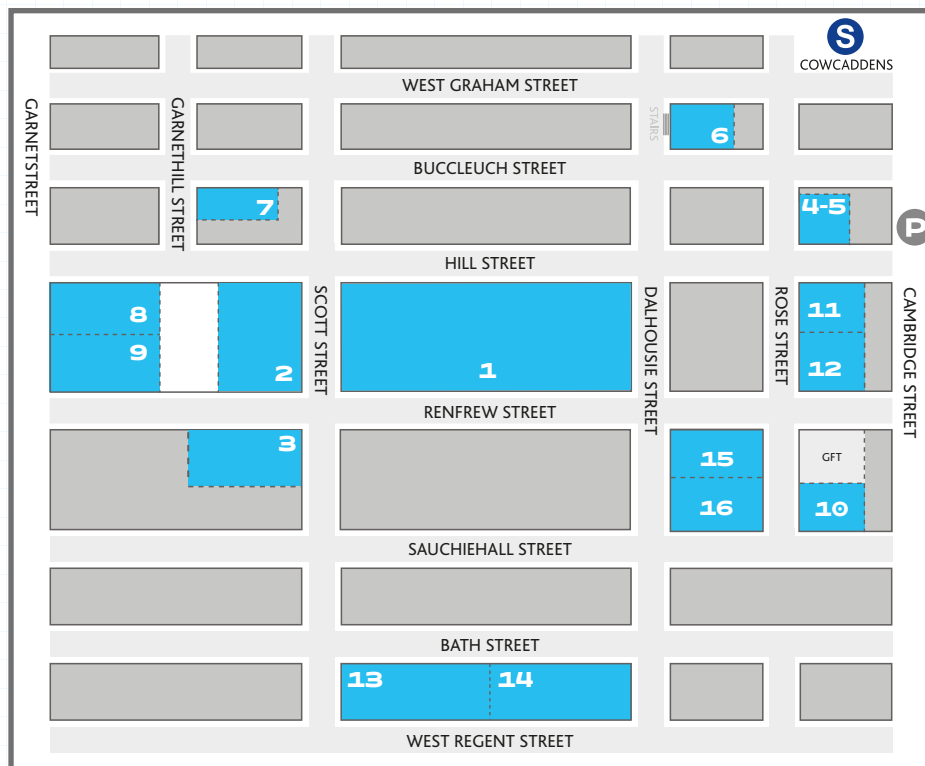 S
COWCADDENS
WEST GRAHAM STREET
GARNETSTREET
GARNETHILL STREET
STAIRS
6
BUCCLEUCH STREET
7
4-5
P
HILL STREET
8
9
2
SCOTT STREET
1
DALHOUSIE STREET
ROSE STREET
11
12
CAMBRIDGE STREET
RENFREW STREET
3
15
16
GFT
10
SAUCHIEHALL STREET
BATH STREET
13
14
WEST REGENT STREET